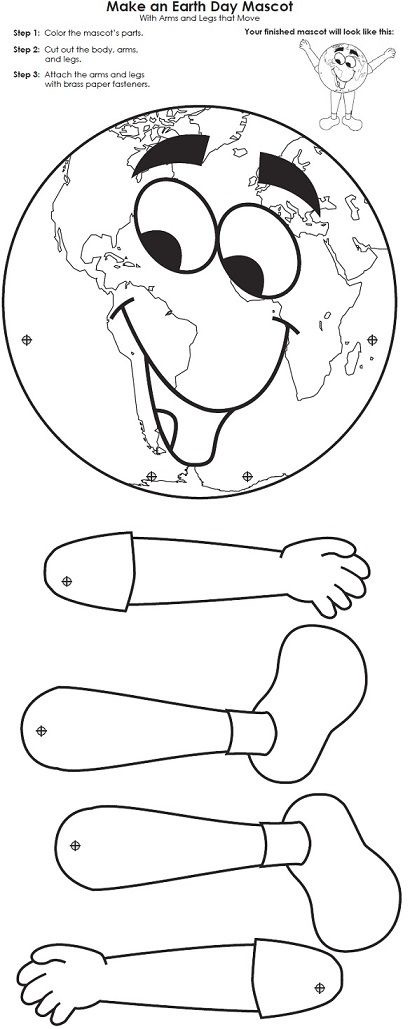 Make an Earth Day Mascot
With Arms and Legs that Move
Step 1: Color the mascot's parts.
Step 2: Cut out the body, arms,
and legs.
Step 3: Attach the arms and legs
with brass paper fasteners.
Your finished mascot will look like this: